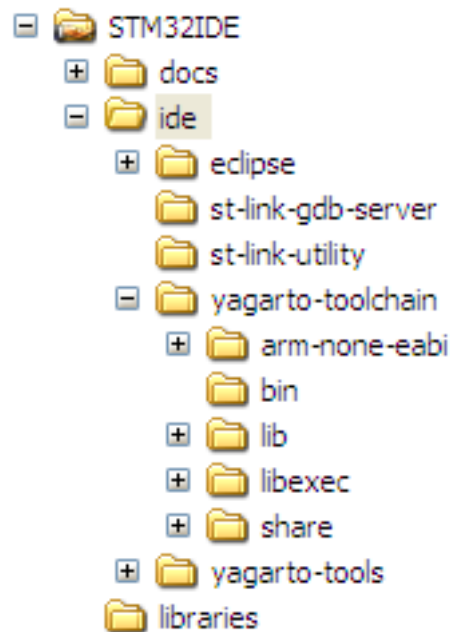 STM32IDE
docs
ide
eclipse
st-link-gdb-server
st-link-utility
yagarto-toolchain
arm-none-eabi
bin
lib
libexec
share
yagarto-tools
libraries